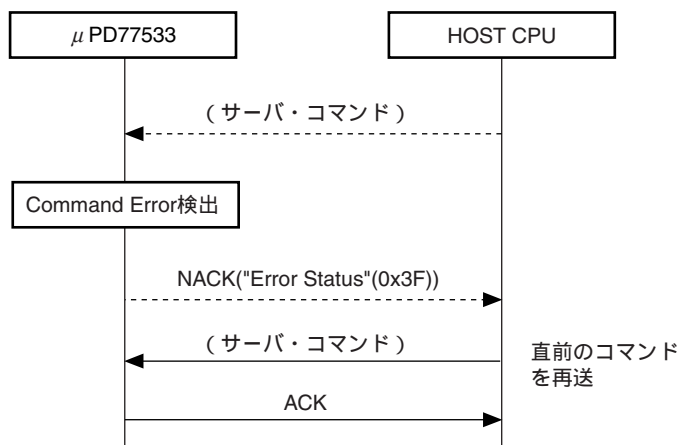 μ PD77533
HOST CPU
(サーバ・コマンド)
Command Error検出
NACK("Error Status"(0x3F))
(サーバ・コマンド)
直前のコマンド
を再送
ACK